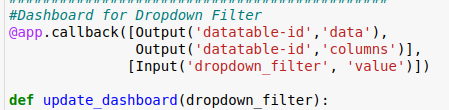 #Dashboard for Dropdown Filter
@app.callback([Output('datatable-id','data'),
Output('datatable-id','columns')],
[Input('dropdown_filter', 'value')])
def update_dashboard(dropdown_filter):